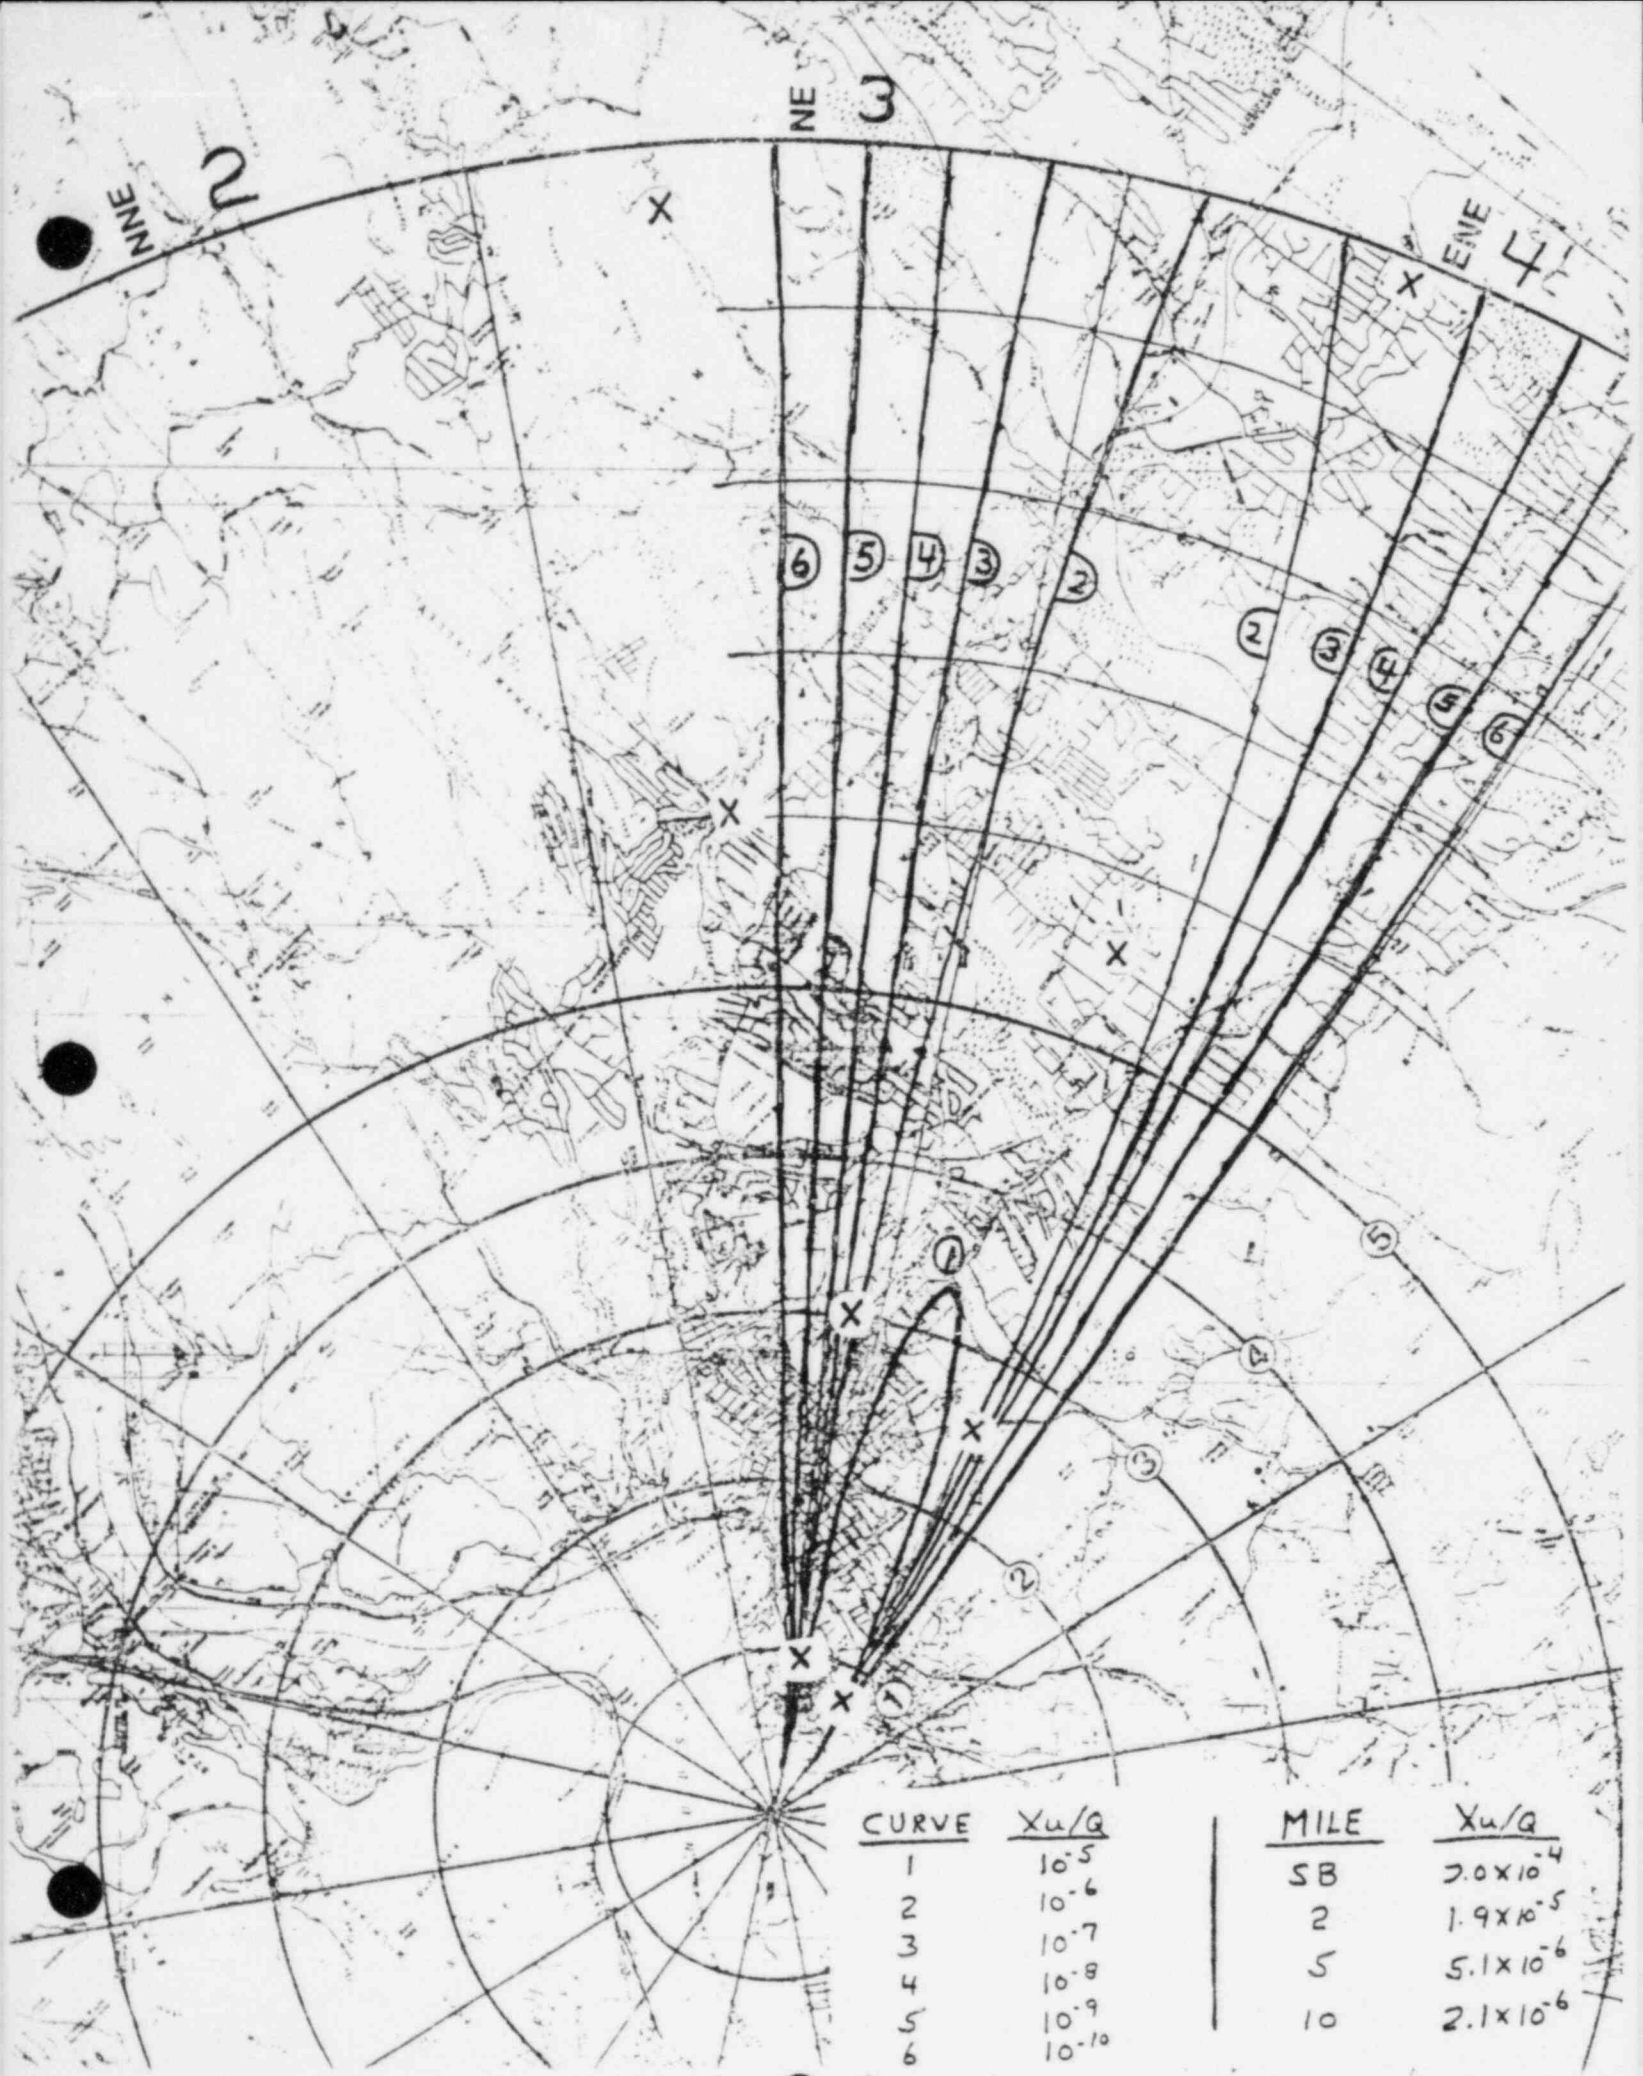 NE 3
NNE 2
ENE 4
6 5 4 3 2
2 3 4 5 6
1
5
4
3
2
1
CURVE Xu/Q MILE Xu/Q
1 10-5 SB 10-4
2 10-6 2 1.9x10-5
3 10-7 5 5.1x10-6
4 10-8 10 2.1x10-6
5 10-9
6 10-10